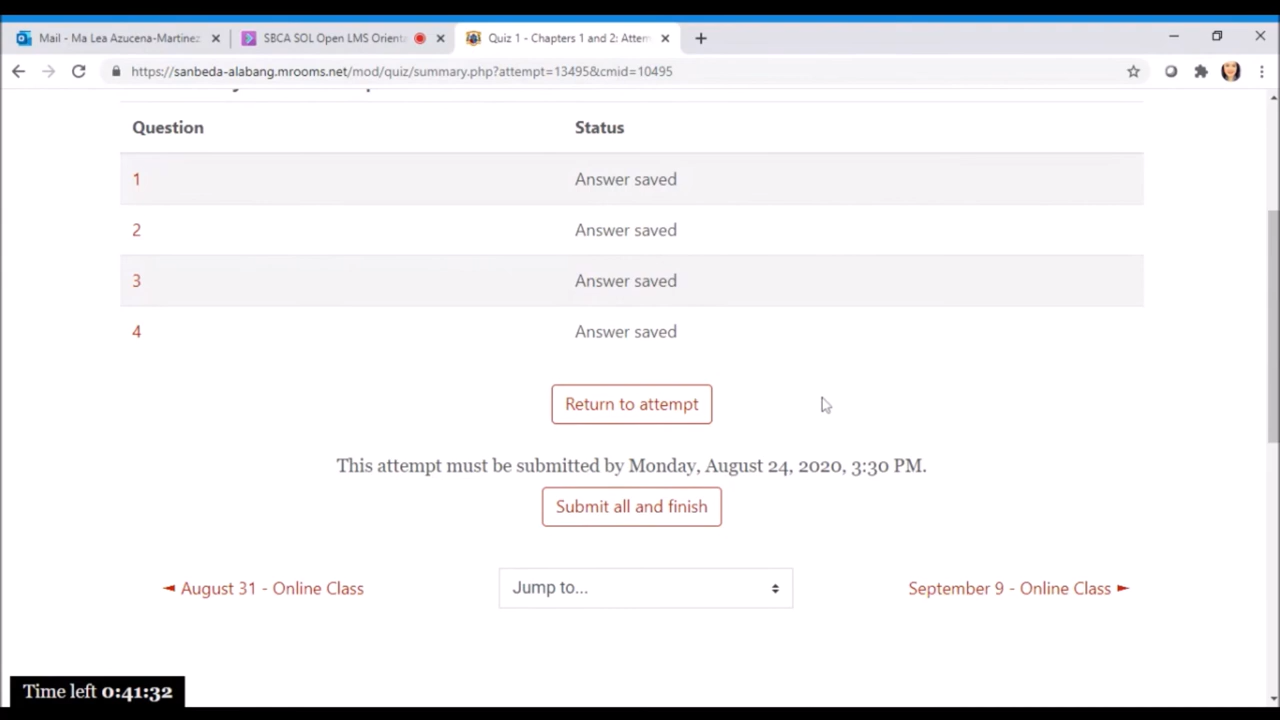 Mail - Ma Lea Azucena-Martinez
SBCA SOL Open LMS Orienta
Quiz 1 - Chapters 1 and 2: Attem
https://sanbeda-alabang.mrooms.net/mod/quiz/summary.php?attempt=13495&cmid=10495
Question Status
1 Answer saved
2 Answer saved
3 Answer saved
4 Answer saved
Return to attempt
This attempt must be submitted by Monday, August 24, 2020, 3:30 PM.
Submit all and finish
◄ August 31 - Online Class
Jump to...
September 9 - Online Class ►
Time left 0:41:32